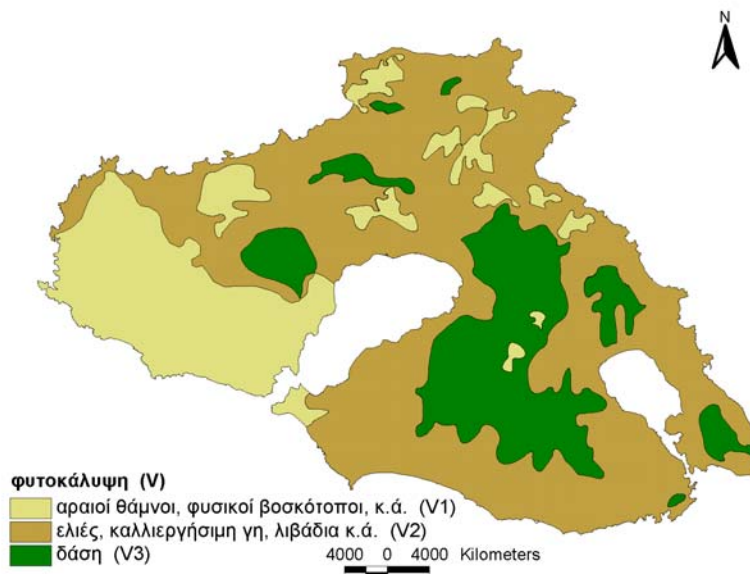 N
φυτοκάλυψη (V)
αραιοί θάμνοι, φυσικοί βοσκότοποι, κ.ά. (V1)
ελιές, καλλιεργήσιμη γη, λιβάδια κ.ά. (V2)
δάση (V3)
4000 0 4000 Kilometers